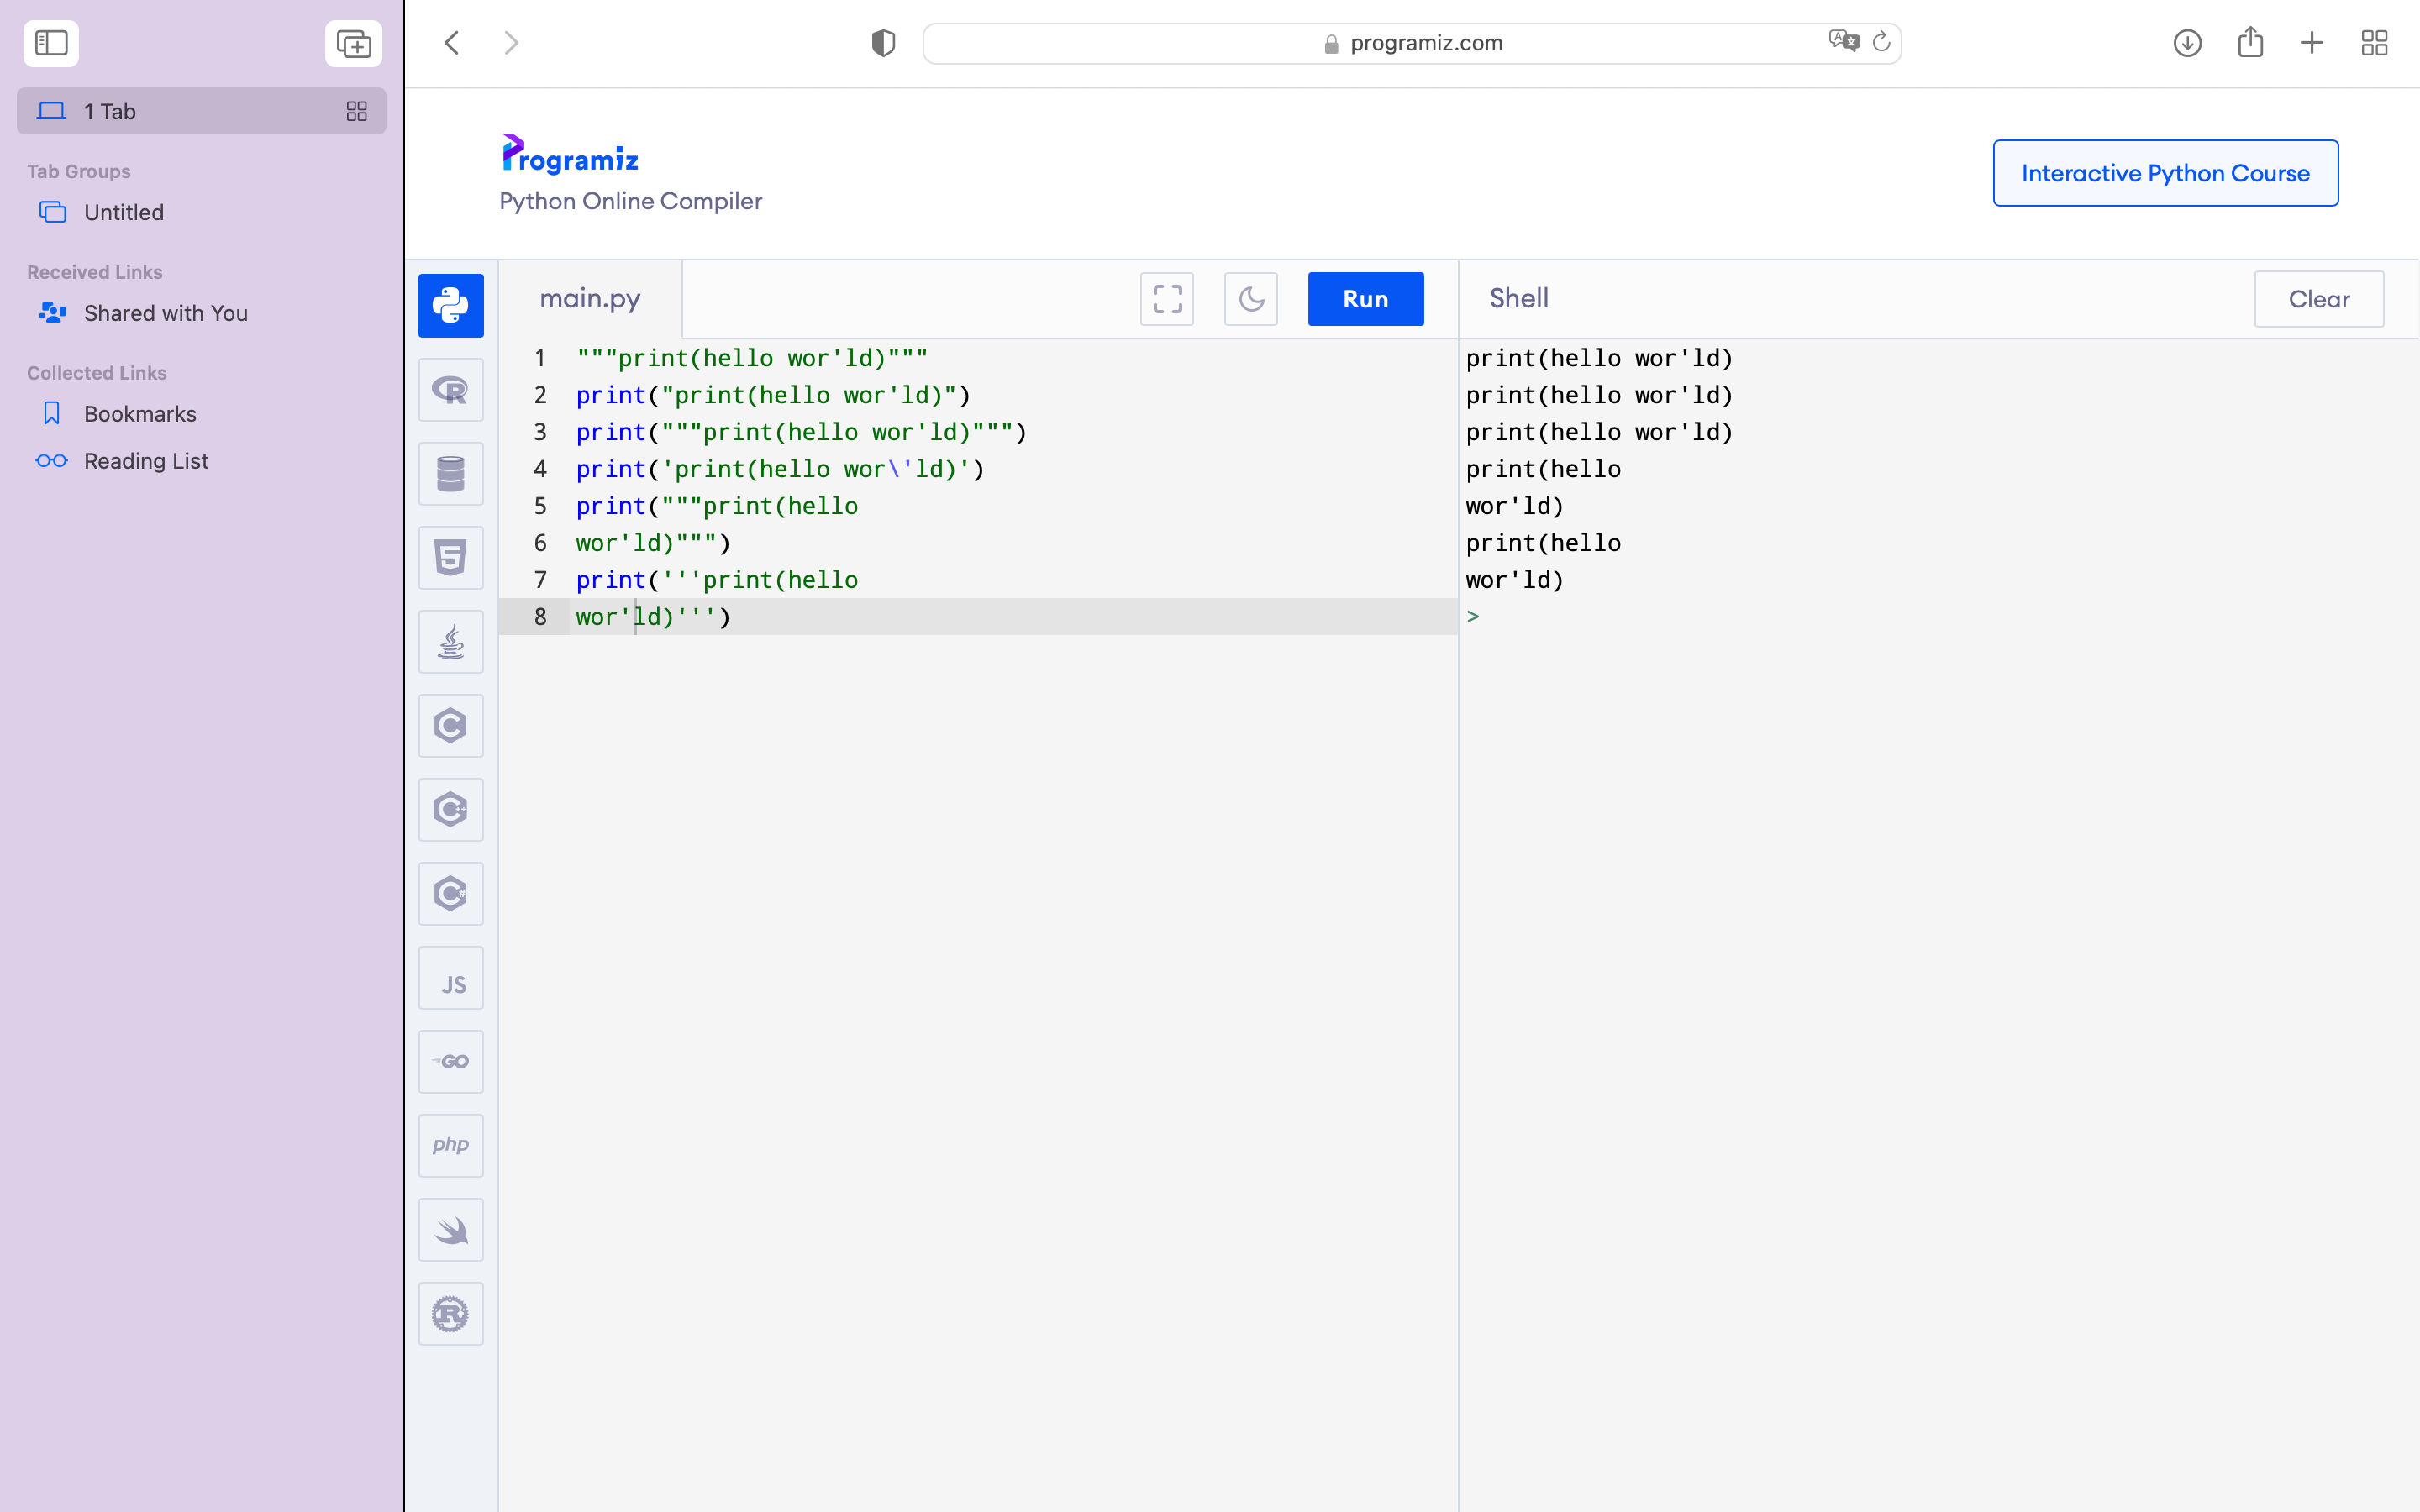 programiz.com
1 Tab
Tab Groups
Untitled
Received Links
Shared with You
Collected Links
Bookmarks
Reading List
Programiz
Python Online Compiler
Interactive Python Course
main.py
Run
Shell
Clear
1 """print(hello wor'ld)"""
2 print("print(hello wor'ld)")
3 print("""print(hello wor'ld)""")
4 print('print(hello wor\'ld)')
5 print("""print(hello
6 wor'ld)""")
7 print('''print(hello
8 wor'ld)''')
print(hello wor'ld)
print(hello wor'ld)
print(hello wor'ld)
print(hello
wor'ld)
print(hello
wor'ld)
>
R
5
C
C++
C#
JS
GO
php
R